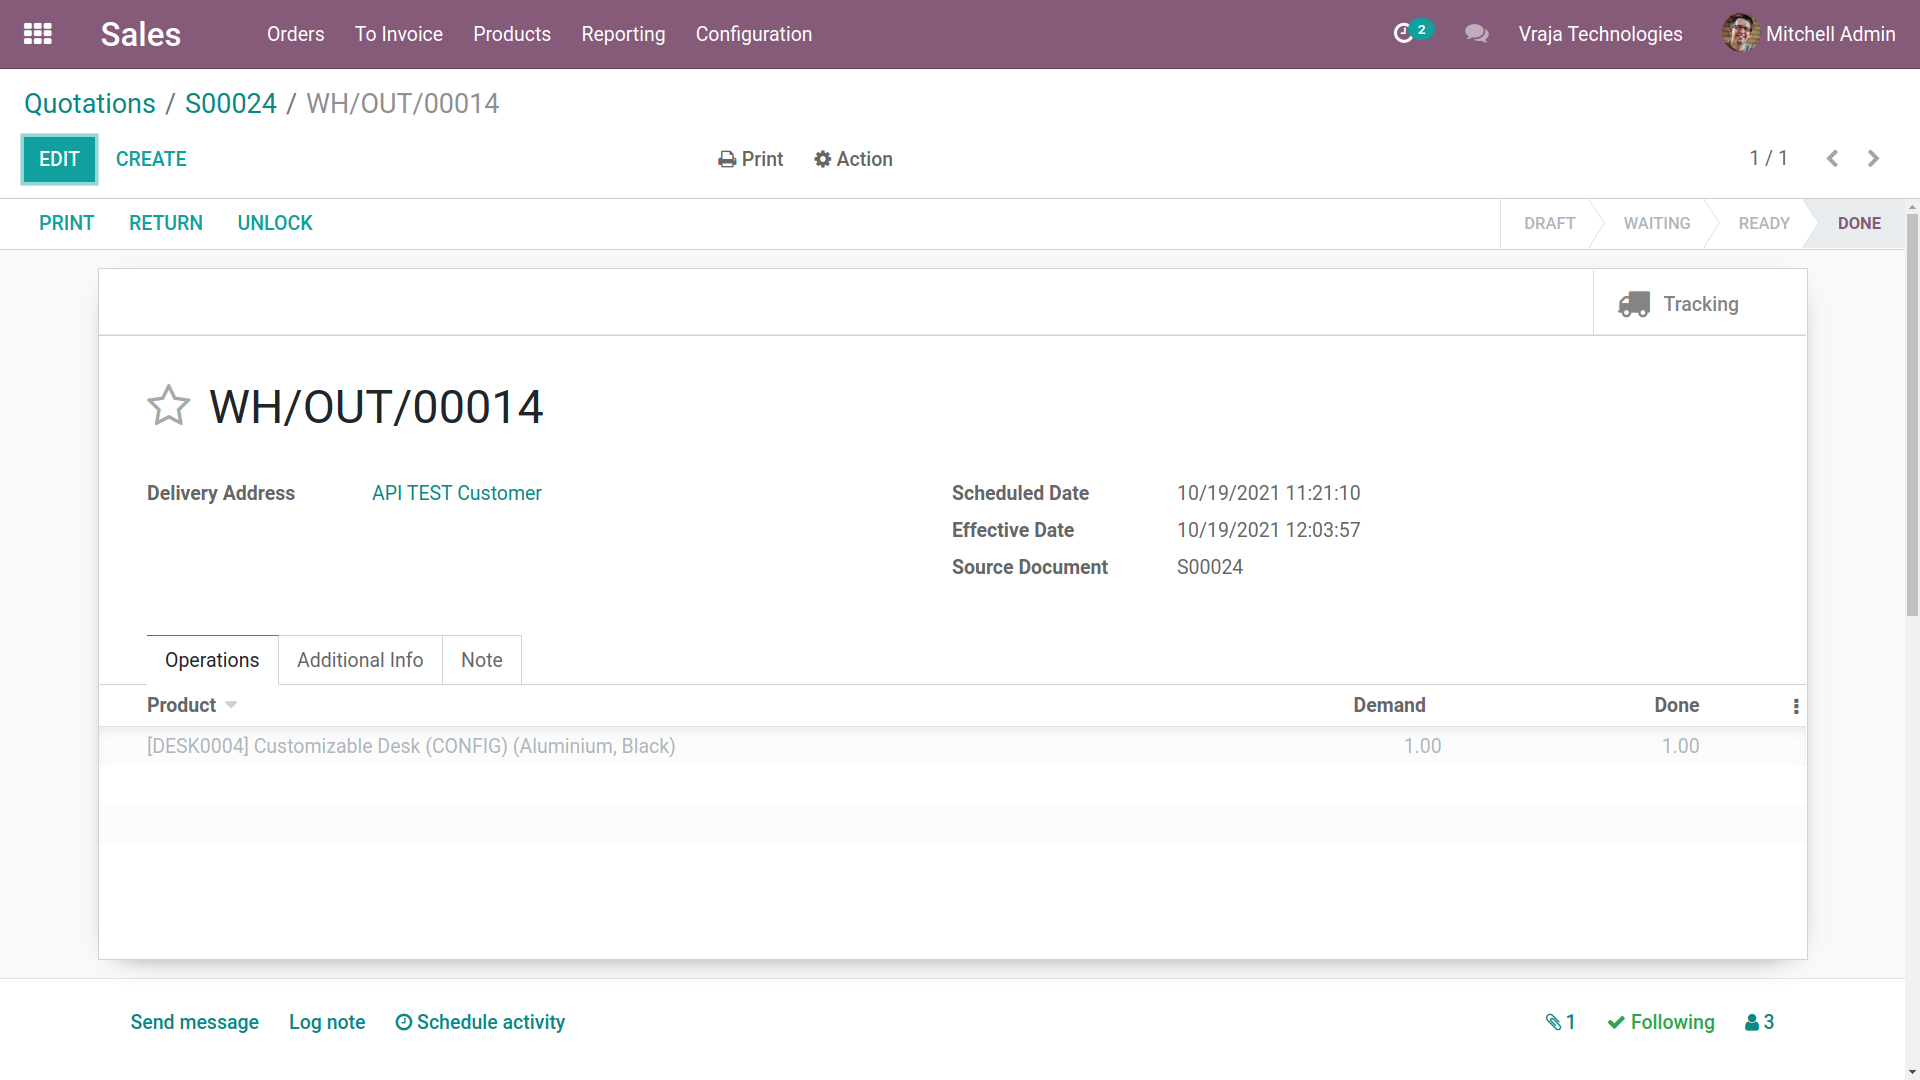 Sales Orders To Invoice Products Reporting Configuration 2 Vraja Technologies Mitchell Admin
Quotations / S00024 / WH/OUT/00014
EDIT CREATE Print Action 1 / 1
PRINT RETURN UNLOCK DRAFT WAITING READY DONE
Tracking
WH/OUT/00014
Delivery Address API TEST Customer Scheduled Date 10/19/2021 11:21:10
Effective Date 10/19/2021 12:03:57
Source Document S00024
Operations Additional Info Note
Product Demand Done
[DESK0004] Customizable Desk (CONFIG) (Aluminium, Black) 1.00 1.00
Send message Log note Schedule activity 1 Following 3